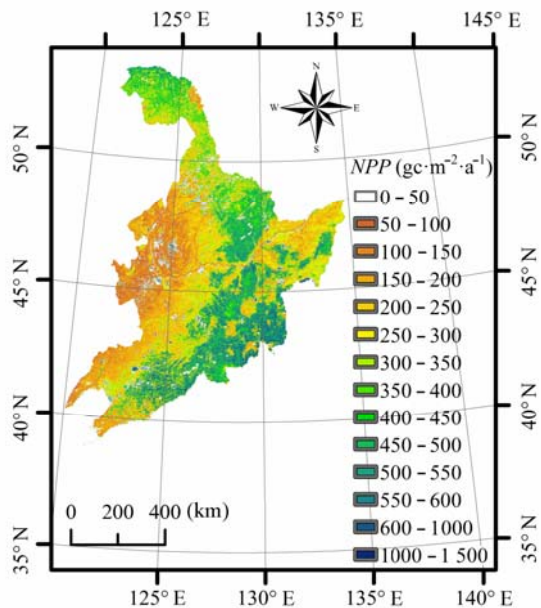 125° E
135° E
145° E
N
W
E
S
50° N
50° N
NPP (gc·m⁻²·a⁻¹)
0 – 50
50 – 100
100 – 150
150 – 200
200 – 250
250 – 300
300 – 350
350 – 400
400 – 450
450 – 500
500 – 550
550 – 600
600 – 1000
1000 – 1 500
45° N
45° N
40° N
40° N
35° N
35° N
0 200 400 (km)
125° E
130° E
135° E
140° E